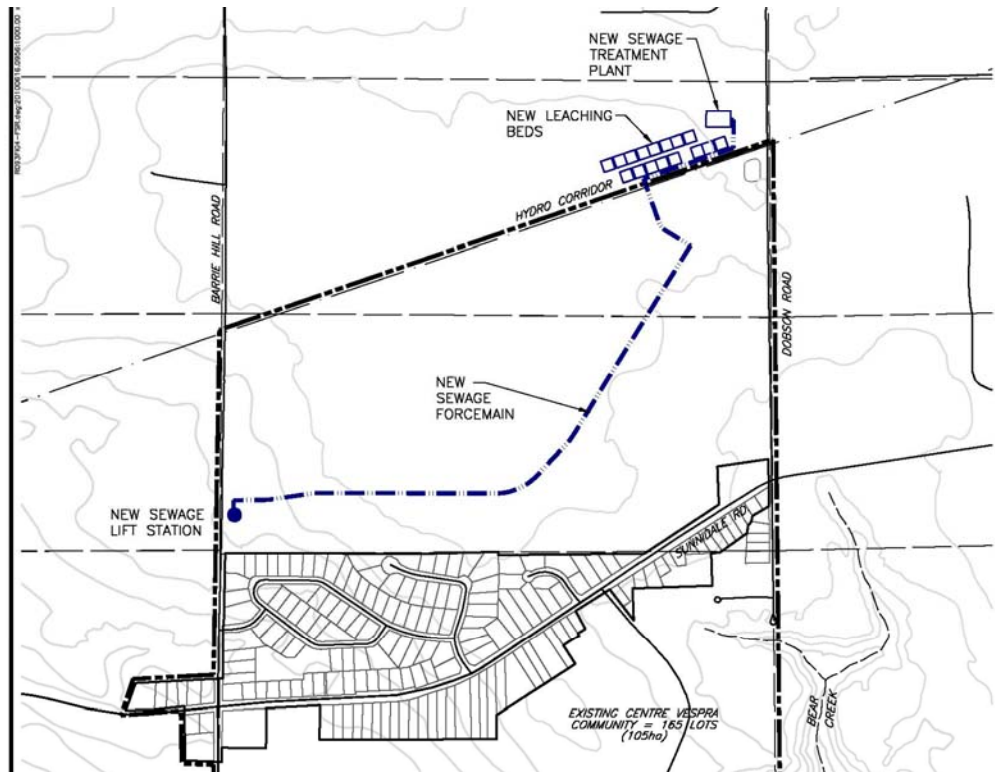 NEW SEWAGE
TREATMENT
PLANT
NEW LEACHING
BEDS
HYDRO CORRIDOR
BARRIE HILL ROAD
DOBSON ROAD
NEW
SEWAGE
FORCEMAIN
NEW SEWAGE
LIFT STATION
SUNNIDALE RD
EXISTING CENTRE VESPRA
COMMUNITY = 165 LOTS
(105ha)
BEAR
CREEK